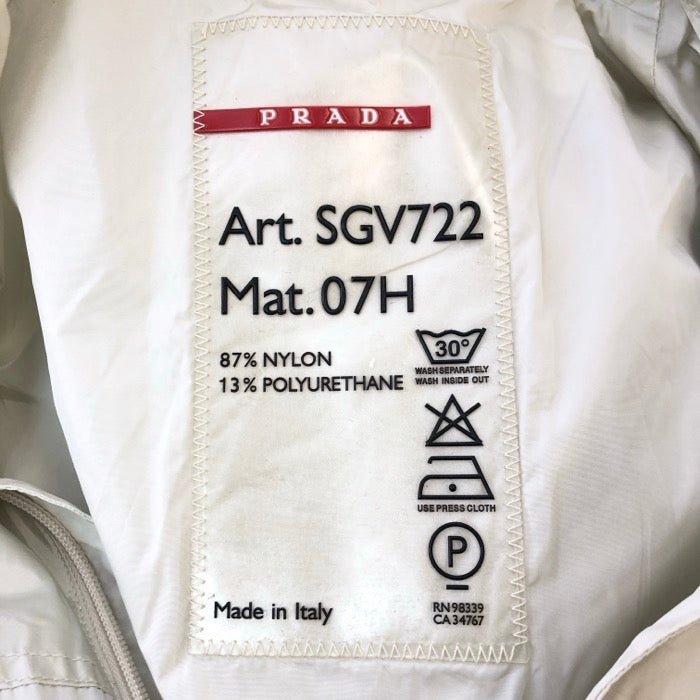 PRADA
Art. SGV722
Mat. 07H
87% NYLON
13% POLYURETHANE
30°
WASH SEPARATELY
WASH INSIDE OUT
USE PRESS CLOTH
P
Made in Italy
RN 98339
CA 34767